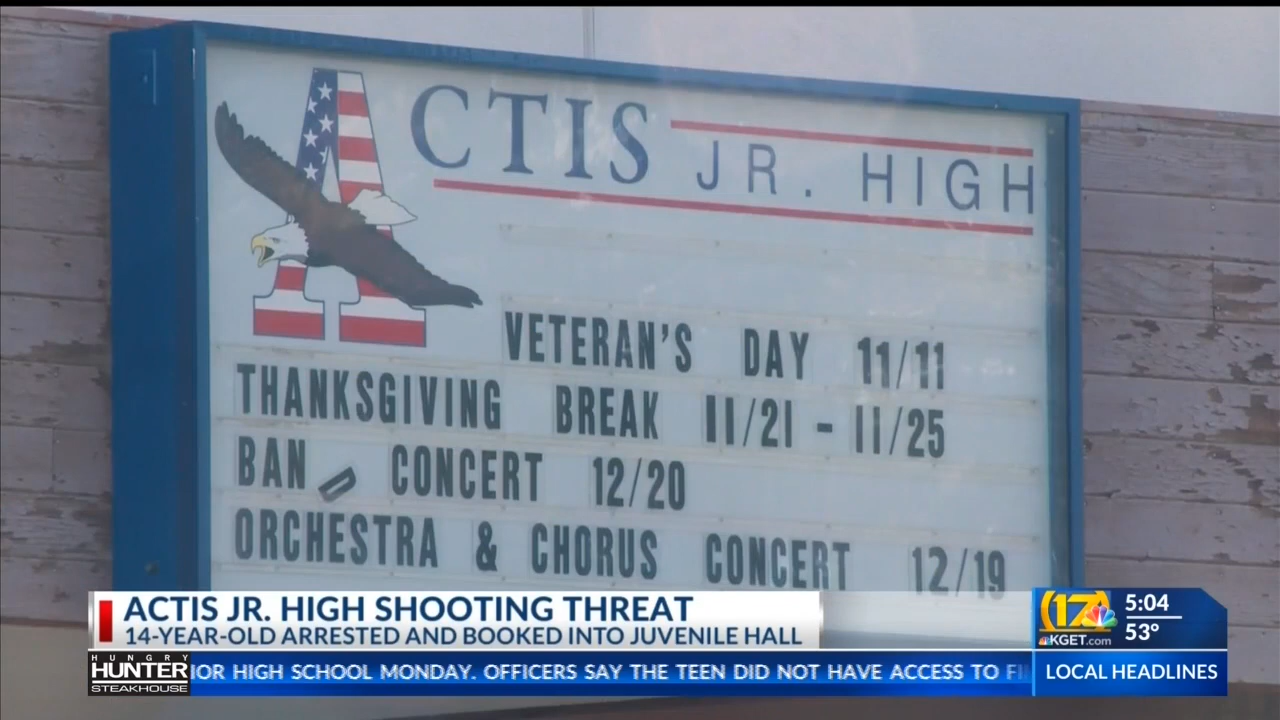 ACTIS JR. HIGH
VETERAN'S DAY 11/11
THANKSGIVING BREAK 11/21 - 11/25
BAND CONCERT 12/20
ORCHESTRA & CHORUS CONCERT 12/19
ACTIS JR. HIGH SHOOTING THREAT
14-YEAR-OLD ARRESTED AND BOOKED INTO JUVENILE HALL
17
KGET.com
5:04
53°
HUNGRY
HUNTER
STEAKHOUSE
IOR HIGH SCHOOL MONDAY. OFFICERS SAY THE TEEN DID NOT HAVE ACCESS TO
LOCAL HEADLINES